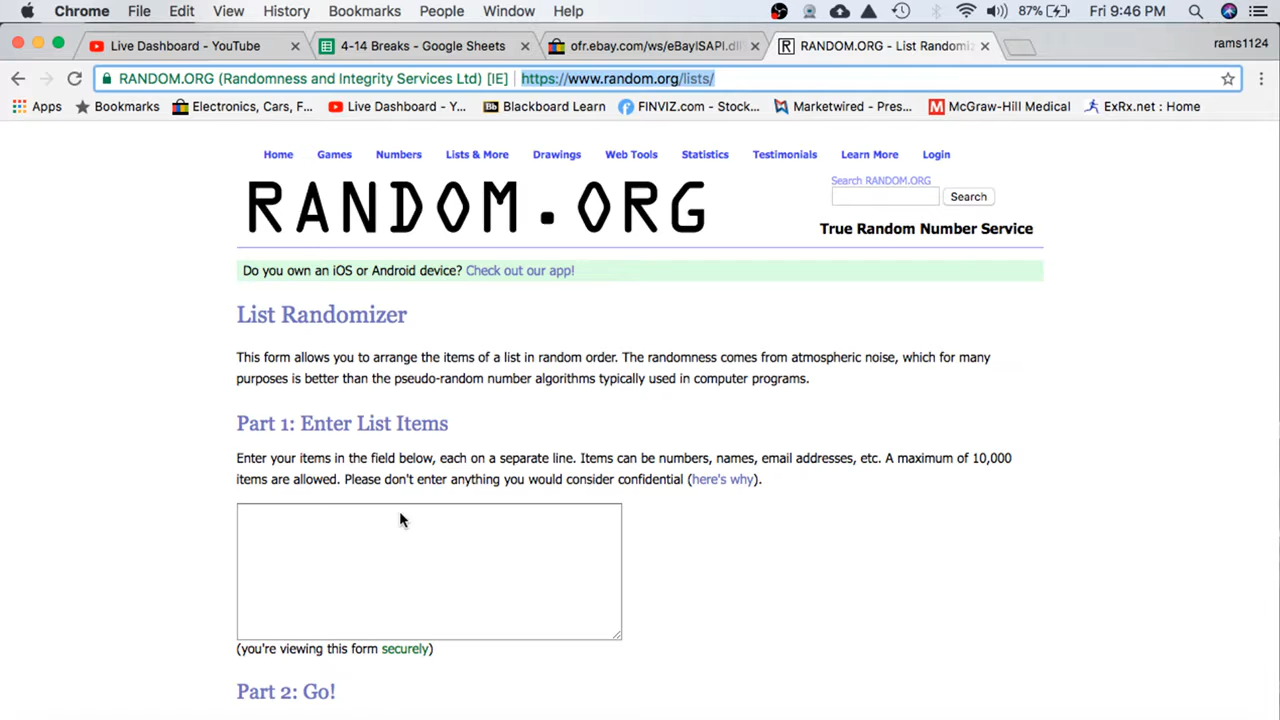 Chrome File Edit View History Bookmarks People Window Help 87% Fri 9:46 PM
Live Dashboard - YouTube 4-14 Breaks - Google Sheets ofr.ebay.com/ws/eBayISAPI.dll RANDOM.ORG - List Randomiz rams1124
RANDOM.ORG (Randomness and Integrity Services Ltd) [IE] https://www.random.org/lists/
Apps Bookmarks Electronics, Cars, F... Live Dashboard - Y... Bb Blackboard Learn FINVIZ.com - Stock... Marketwired - Pres... M McGraw-Hill Medical ExRx.net : Home
Home Games Numbers Lists & More Drawings Web Tools Statistics Testimonials Learn More Login
RANDOM.ORG
Search RANDOM.ORG
Search
True Random Number Service
Do you own an iOS or Android device? Check out our app!
List Randomizer
This form allows you to arrange the items of a list in random order. The randomness comes from atmospheric noise, which for many
purposes is better than the pseudo-random number algorithms typically used in computer programs.
Part 1: Enter List Items
Enter your items in the field below, each on a separate line. Items can be numbers, names, email addresses, etc. A maximum of 10,000
items are allowed. Please don't enter anything you would consider confidential (here's why).
(you're viewing this form securely)
Part 2: Go!